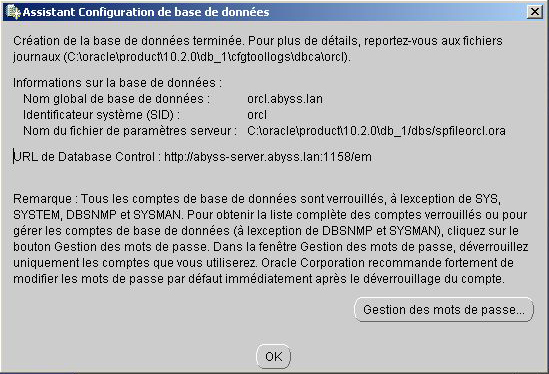 Assistant Configuration de base de données
Création de la base de données terminée. Pour plus de détails, reportez-vous aux fichiers
journaux (C:\oracle\product\10.2.0\db_1\cfgtoollogs\dbca\orcl).
Informations sur la base de données :
Nom global de base de données : orcl.abyss.lan
Identificateur système (SID) : orcl
Nom du fichier de paramètres serveur : C:\oracle\product\10.2.0\db_1/dbs/spfileorcl.ora
URL de Database Control : http://abyss-server.abyss.lan:1158/em
Remarque : Tous les comptes de base de données sont verrouillés, à lexception de SYS,
SYSTEM, DBSNMP et SYSMAN. Pour obtenir la liste complète des comptes verrouillés ou pour
gérer les comptes de base de données (à lexception de DBSNMP et SYSMAN), cliquez sur le
bouton Gestion des mots de passe. Dans la fenêtre Gestion des mots de passe, déverrouillez
uniquement les comptes que vous utiliserez. Oracle Corporation recommande fortement de
modifier les mots de passe par défaut immédiatement après le déverrouillage du compte.
Gestion des mots de passe...
OK